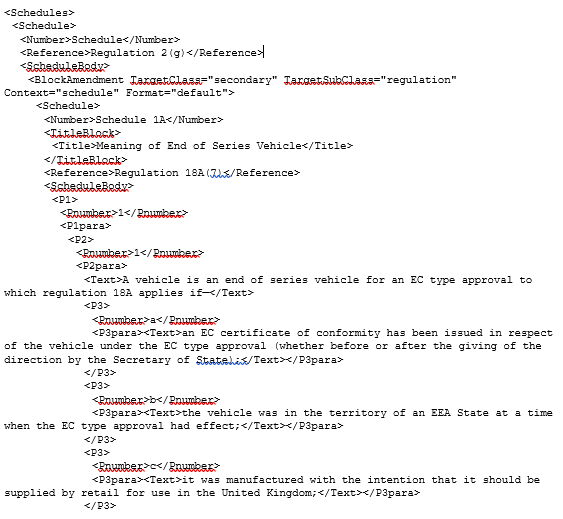 <Schedules>
<Schedule>
<Number>Schedule</Number>
<Reference>Regulation 2(g)</Reference>
<ScheduleBody>
<BlockAmendment TargetClass="secondary" TargetSubClass="regulation"
Context="schedule" Format="default">
<Schedule>
<Number>Schedule 1A</Number>
<TitleBlock>
<Title>Meaning of End of Series Vehicle</Title>
</TitleBlock>
<Reference>Regulation 18A(7)</Reference>
<ScheduleBody>
<P1>
<Pnumber>1</Pnumber>
<P1para>
<P2>
<Pnumber>1</Pnumber>
<P2para>
<Text>A vehicle is an end of series vehicle for an EC type approval to
which regulation 18A applies if—</Text>
<P3>
<Pnumber>a</Pnumber>
<P3para><Text>an EC certificate of conformity has been issued in respect
of the vehicle under the EC type approval (whether before or after the giving of the
direction by the Secretary of State);</Text></P3para>
</P3>
<P3>
<Pnumber>b</Pnumber>
<P3para><Text>the vehicle was in the territory of an EEA State at a time
when the EC type approval had effect;</Text></P3para>
</P3>
<P3>
<Pnumber>c</Pnumber>
<P3para><Text>it was manufactured with the intention that it should be
supplied by retail for use in the United Kingdom;</Text></P3para>
</P3>